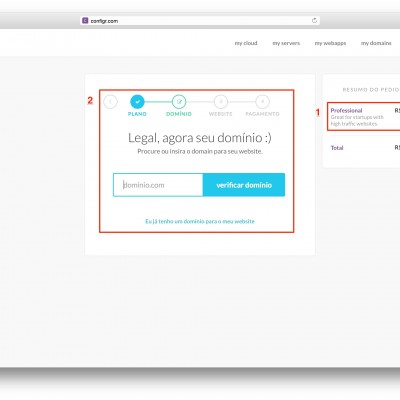 configr.com
my cloud my servers my webapps my domains
2
PLANO DOMÍNIO WEBSITE PAGAMENTO
Legal, agora seu domínio :)
Procure ou insira o domain para seu website.
domínio.com verificar domínio
Eu já tenho um domínio para o meu website
RESUMO DO PEDID
1
Professional R$
Great for startups with
high traffic websites.
Total R$